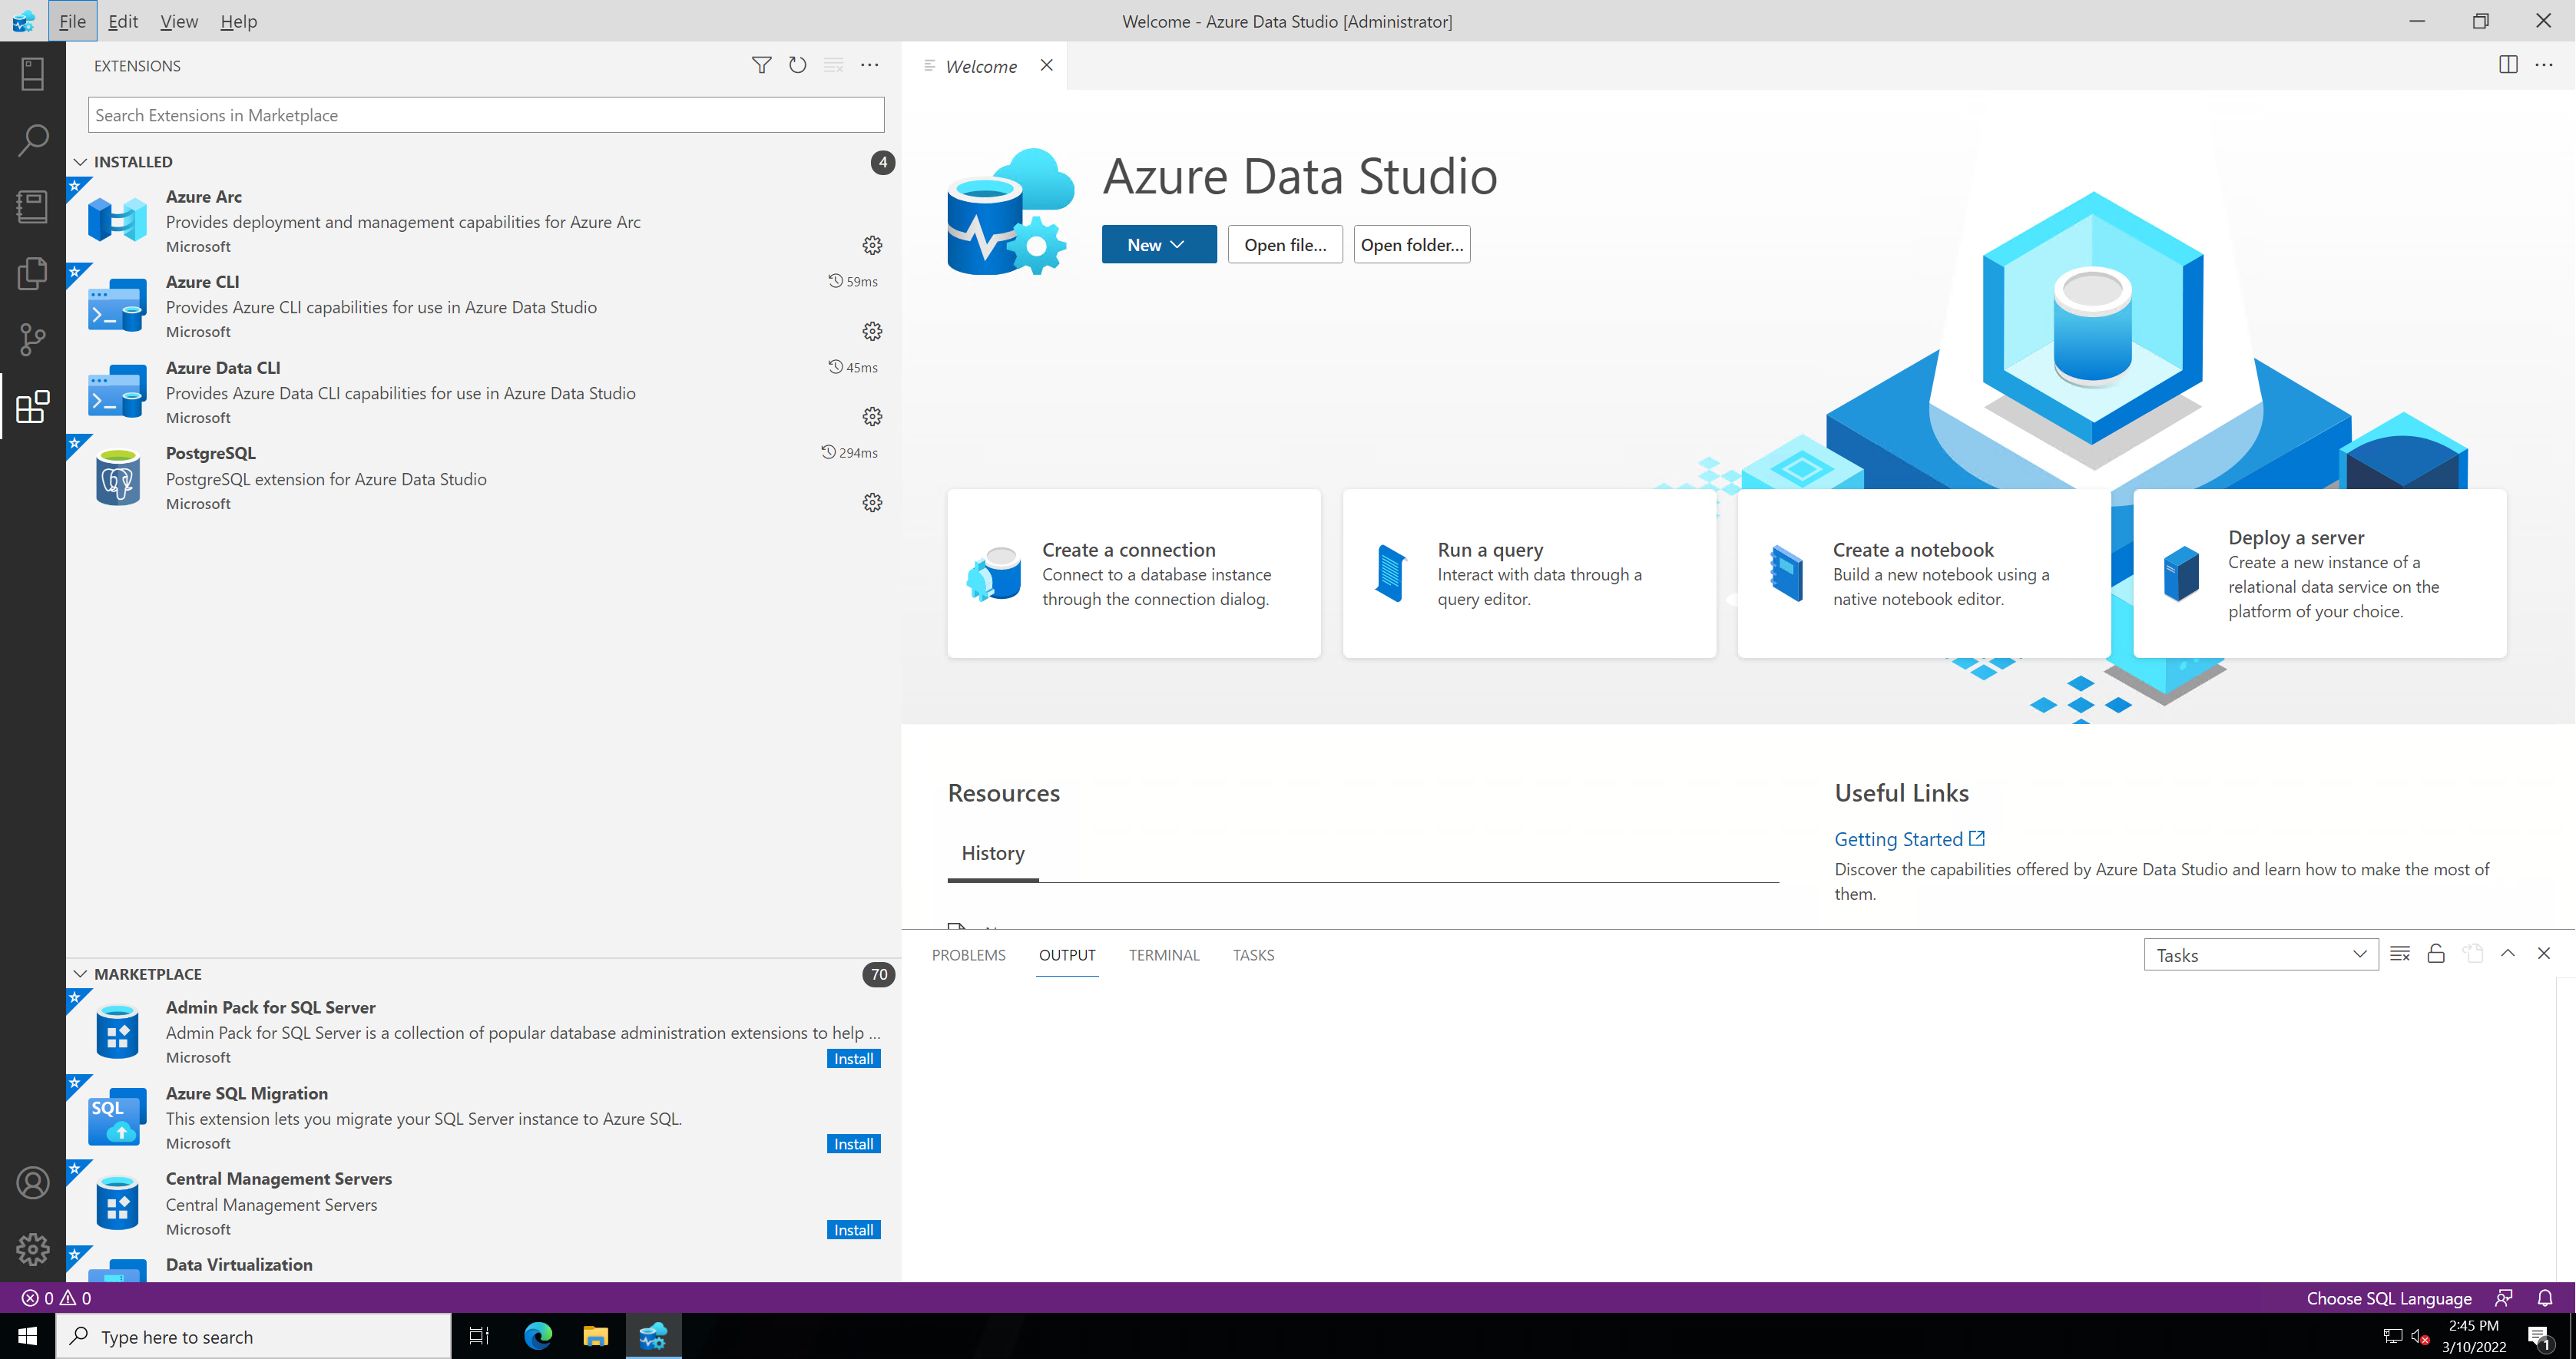 File Edit View Help
Welcome - Azure Data Studio [Administrator]
EXTENSIONS
Search Extensions in Marketplace
INSTALLED
4
Azure Arc
Provides deployment and management capabilities for Azure Arc
Microsoft
Azure CLI
59ms
Provides Azure CLI capabilities for use in Azure Data Studio
Microsoft
Azure Data CLI
45ms
Provides Azure Data CLI capabilities for use in Azure Data Studio
Microsoft
PostgreSQL
294ms
PostgreSQL extension for Azure Data Studio
Microsoft
MARKETPLACE
70
Admin Pack for SQL Server
Admin Pack for SQL Server is a collection of popular database administration extensions to help ...
Microsoft
Install
Azure SQL Migration
SQL
This extension lets you migrate your SQL Server instance to Azure SQL.
Microsoft
Install
Central Management Servers
Central Management Servers
Microsoft
Install
Data Virtualization
Welcome
Azure Data Studio
New
Open file...
Open folder...
Create a connection
Connect to a database instance
through the connection dialog.
Run a query
Interact with data through a
query editor.
Create a notebook
Build a new notebook using a
native notebook editor.
Deploy a server
Create a new instance of a
relational data service on the
platform of your choice.
Resources
History
Useful Links
Getting Started
Discover the capabilities offered by Azure Data Studio and learn how to make the most of
them.
PROBLEMS OUTPUT TERMINAL TASKS
Tasks
0 0
Choose SQL Language
Type here to search
2:45 PM
3/10/2022
1